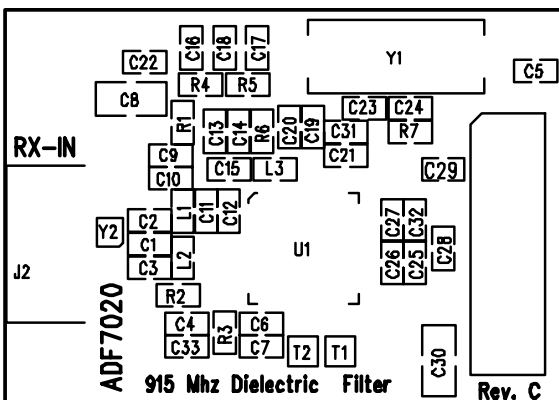 C16
C18
C17
C22
Y1
C5
C8
R4
R5
R1
C23
C24
C13
C14
R6
C20
C19
C31
R7
RX-IN
C9
C21
C10
C15
L3
C29
L1
C11
C12
C27
C32
Y2
C2
C1
U1
C28
J2
C3
L2
C26
C25
R2
C4
R3
C6
C33
C7
T2
T1
C30
ADF7020
915 Mhz Dielectric Filter
Rev. C